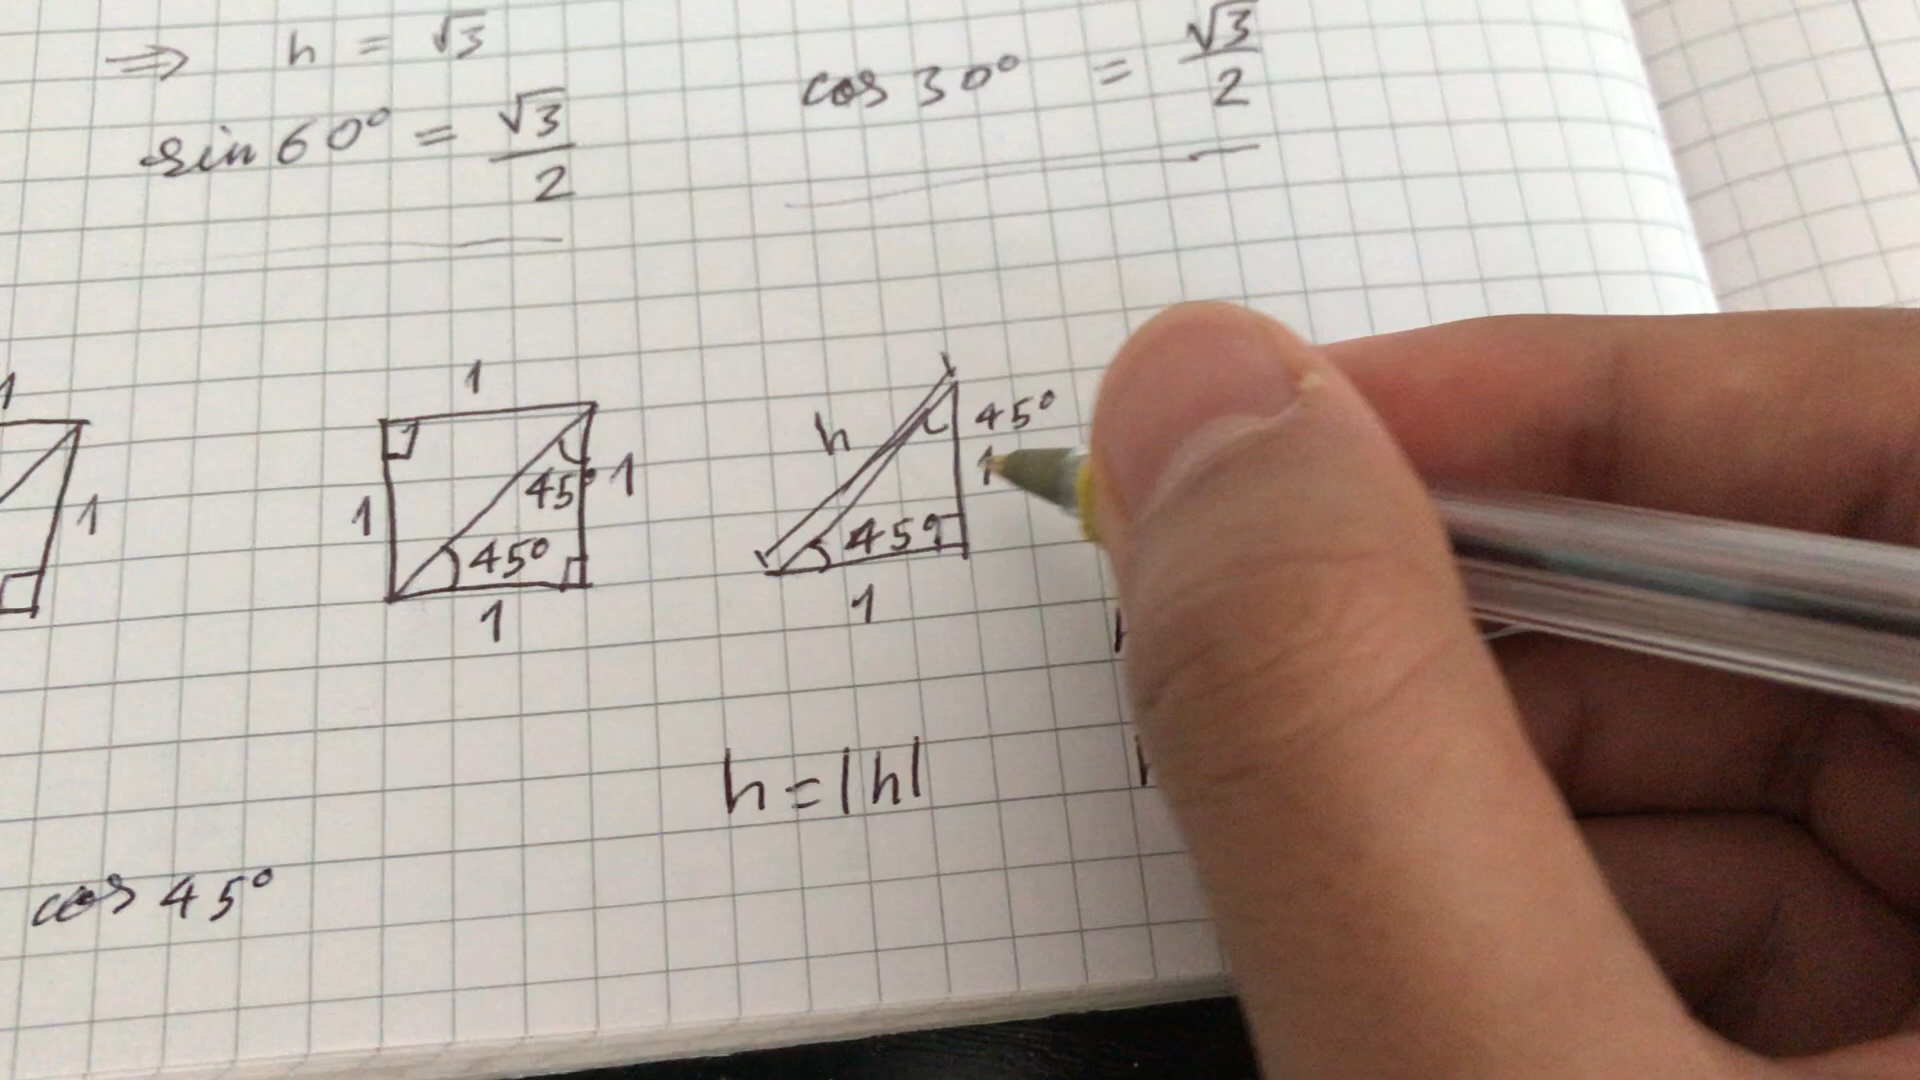 ⇒ h = √3
sin 60° = √3/2
cos 30° = √3/2
1
1
1
1
45°
1
45°
1
h
45°
1
45°
1
h = |h|
cos 45°